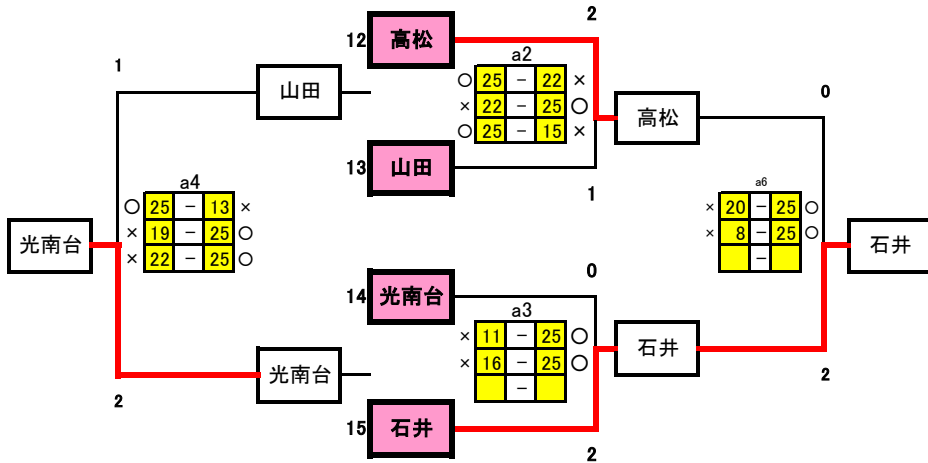 2
12 高松
a2
1
山田
○ 25 － 22 ×
× 22 － 25 ○
○ 25 － 15 ×
高松
0
13 山田
1
a4
○ 25 － 13 ×
× 19 － 25 ○
× 22 － 25 ○
a6
× 20 － 25 ○
× 8 － 25 ○
－
光南台
石井
0
14 光南台
a3
× 11 － 25 ○
× 16 － 25 ○
－
石井
光南台
2
2
15 石井
2